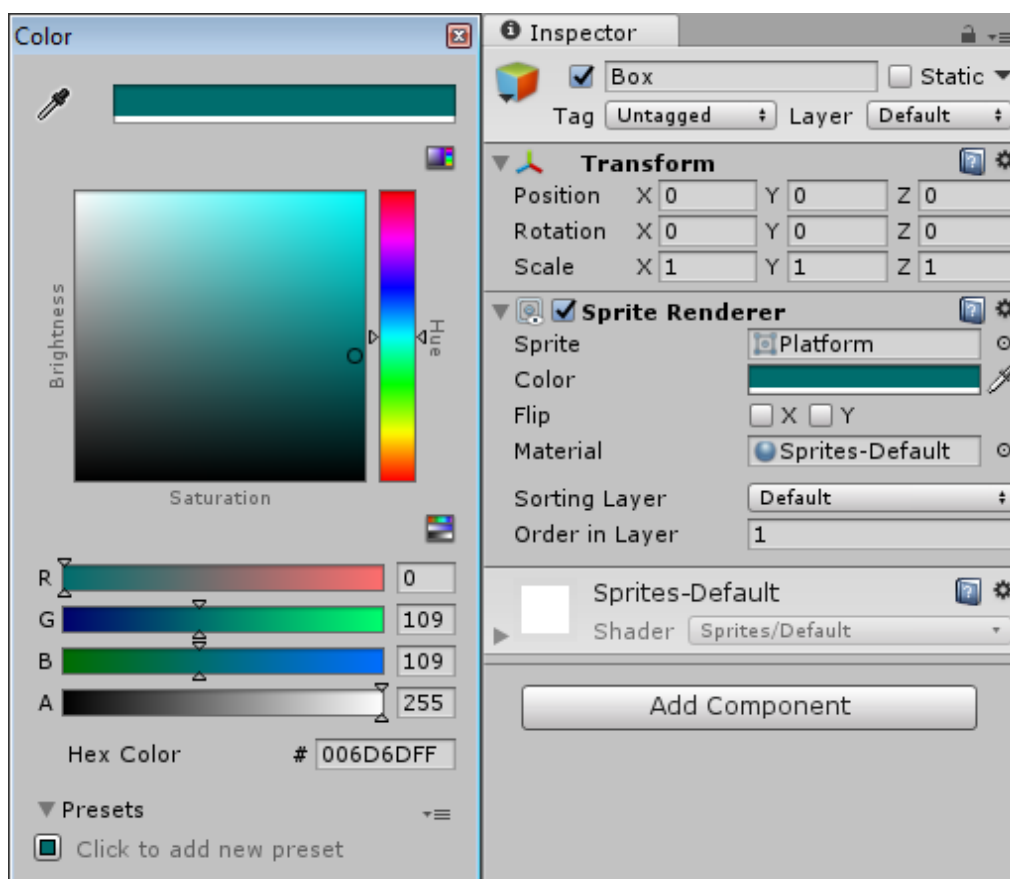 Color
Brightness
Hue
Saturation
R 0
G 109
B 109
A 255
Hex Color # 006D6DFF
Presets
Click to add new preset
Inspector
Box Static
Tag Untagged Layer Default
Transform
Position X 0 Y 0 Z 0
Rotation X 0 Y 0 Z 0
Scale X 1 Y 1 Z 1
Sprite Renderer
Sprite Platform
Color
Flip X Y
Material Sprites-Default
Sorting Layer Default
Order in Layer 1
Sprites-Default
Shader Sprites/Default
Add Component